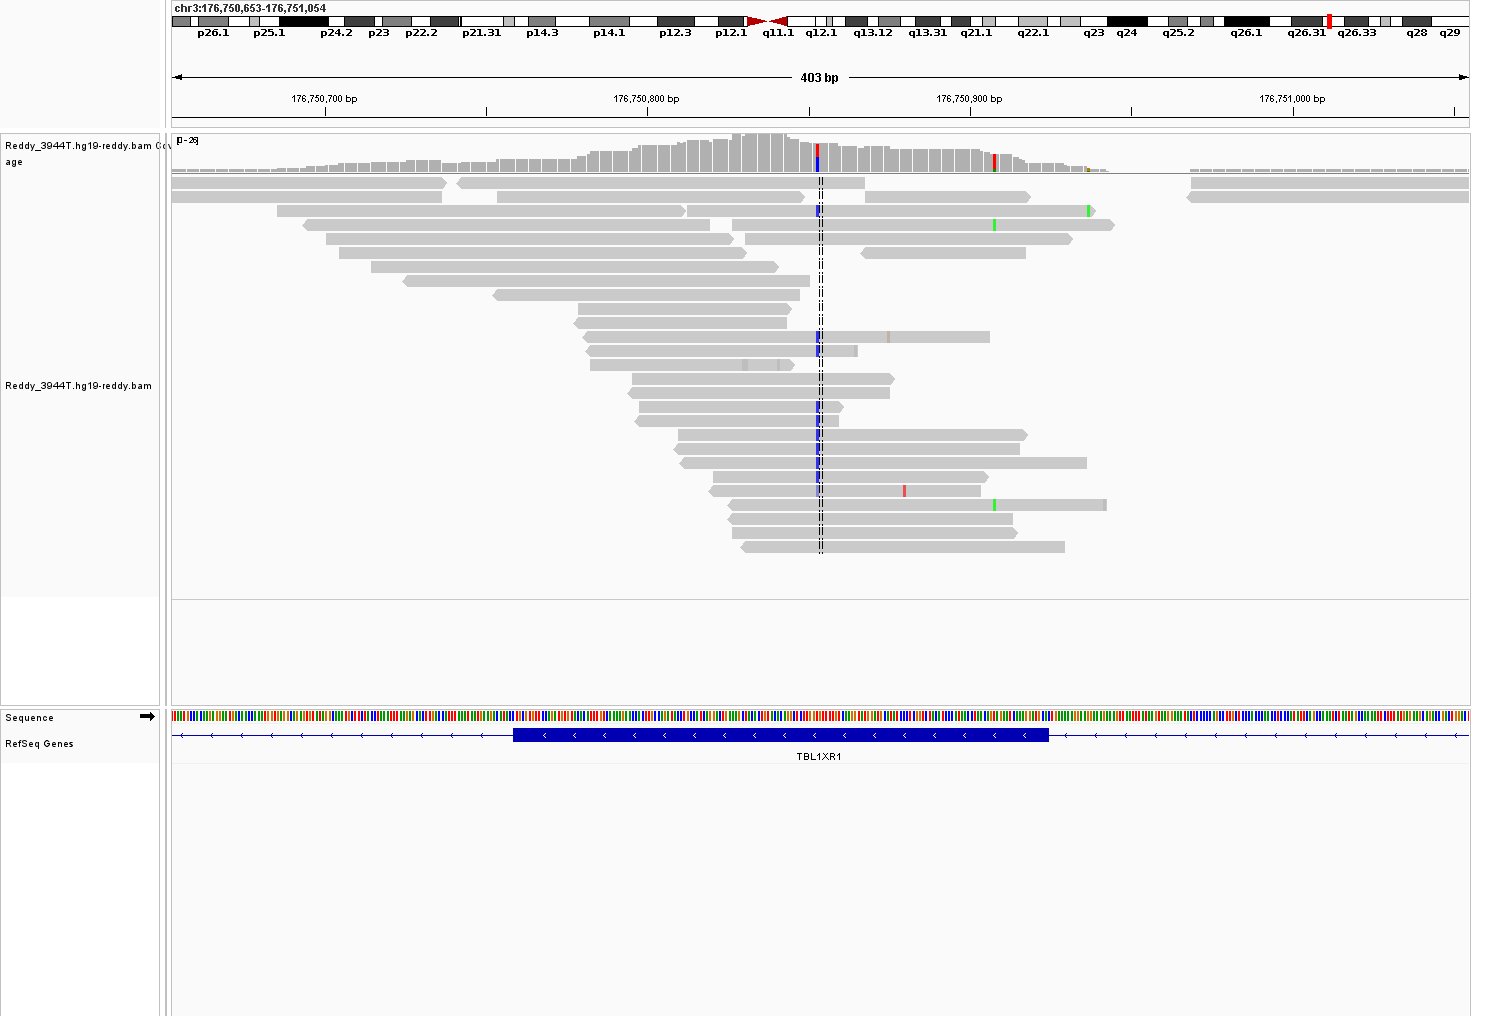 chr3:176,750,653-176,751,054
p26.1 p25.1 p24.2 p23 p22.2 p21.31 p14.3 p14.1 p12.3 p12.1 q11.1 q12.1 q13.12 q13.31 q21.1 q22.1 q23 q24 q25.2 q26.1 q26.31 q26.33 q28 q29
403 bp
176,750,700 bp 176,750,800 bp 176,750,900 bp 176,751,000 bp
Reddy_3944T.hg19-reddy.bam Cov
age
[0-26]
Reddy_3944T.hg19-reddy.bam
Sequence
RefSeq Genes
TBL1XR1